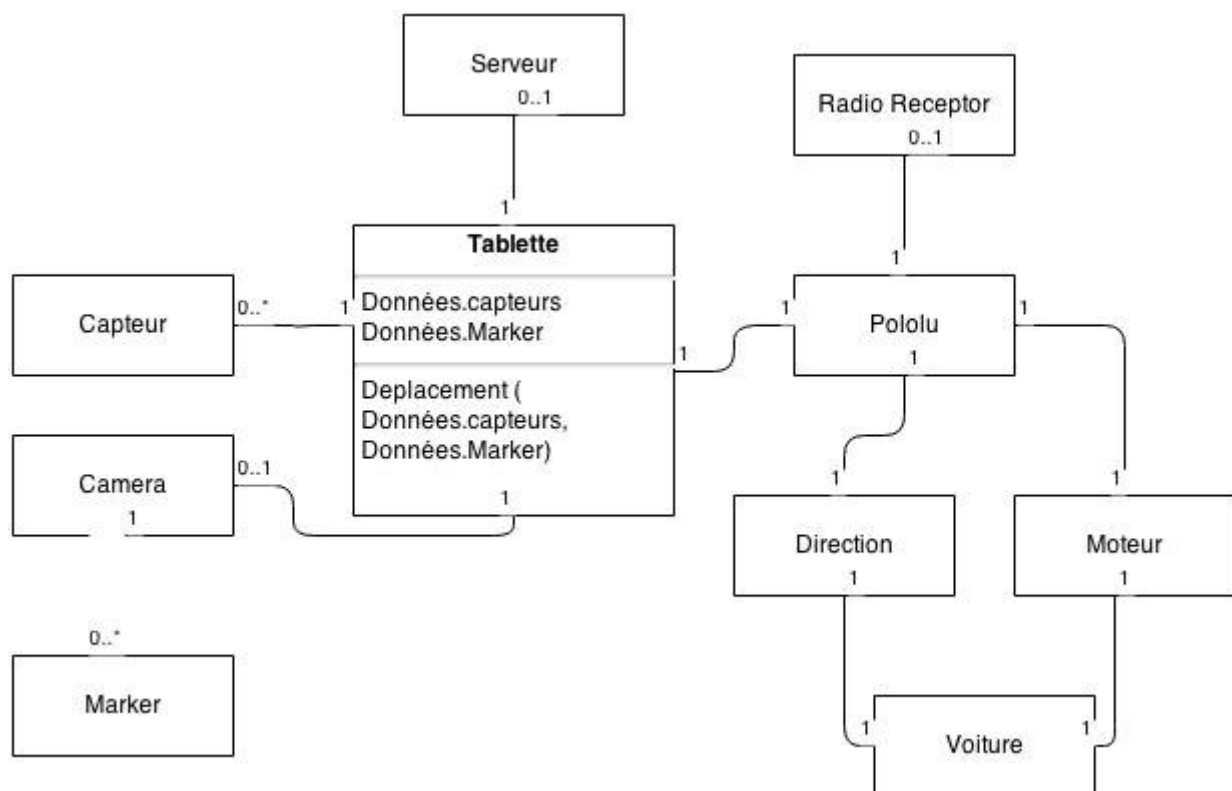 Serveur
0..1
1
Radio Receptor
0..1
1
Tablette
Données.capteurs
Données.Marker
Deplacement (
Données.capteurs,
Données.Marker)
1
Capteur
0..*
1
Camera
0..1
1
0..*
Marker
1
1
Pololu
1
1
1
Direction
1
1
Moteur
1
1
Voiture
1